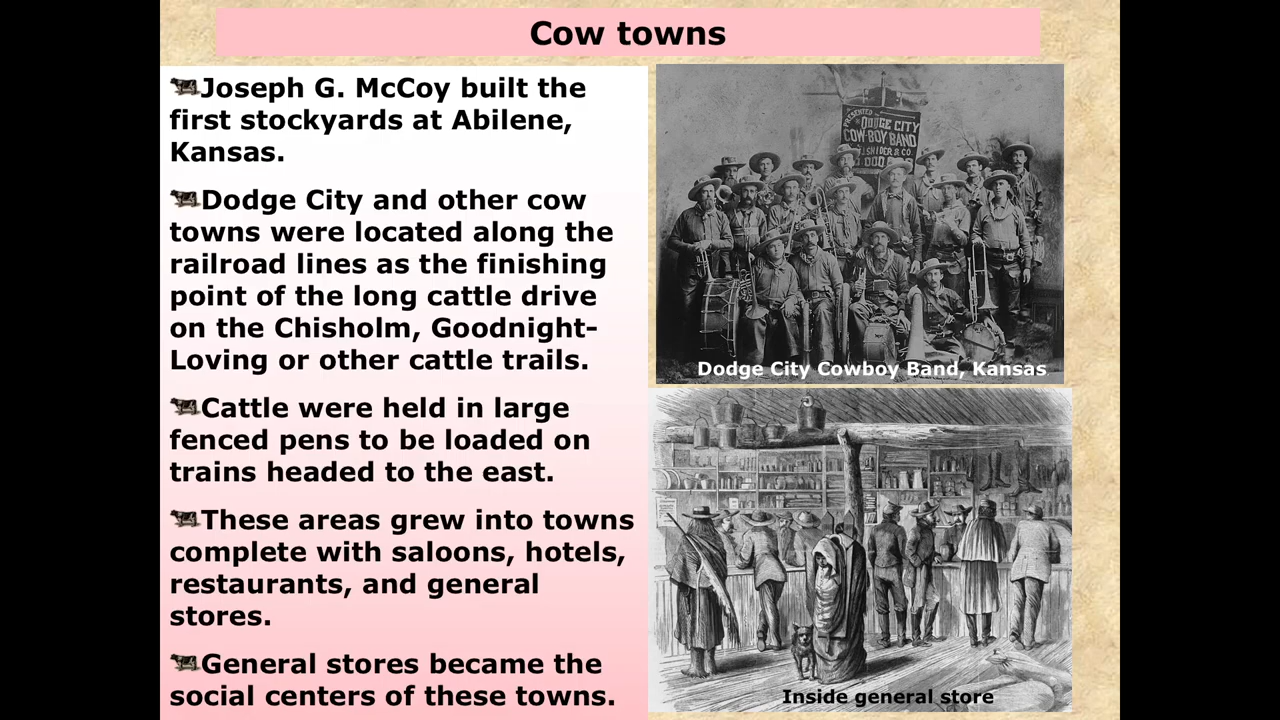 Cow towns
Joseph G. McCoy built the
first stockyards at Abilene,
Kansas.
Dodge City and other cow
towns were located along the
railroad lines as the finishing
point of the long cattle drive
on the Chisholm, Goodnight-
Loving or other cattle trails.
Cattle were held in large
fenced pens to be loaded on
trains headed to the east.
These areas grew into towns
complete with saloons, hotels,
restaurants, and general
stores.
General stores became the
social centers of these towns.
PRESENTED
DODGE CITY
COW-BOY BAND
SNIDER & CO.
Dodge City Cowboy Band, Kansas
Inside general store